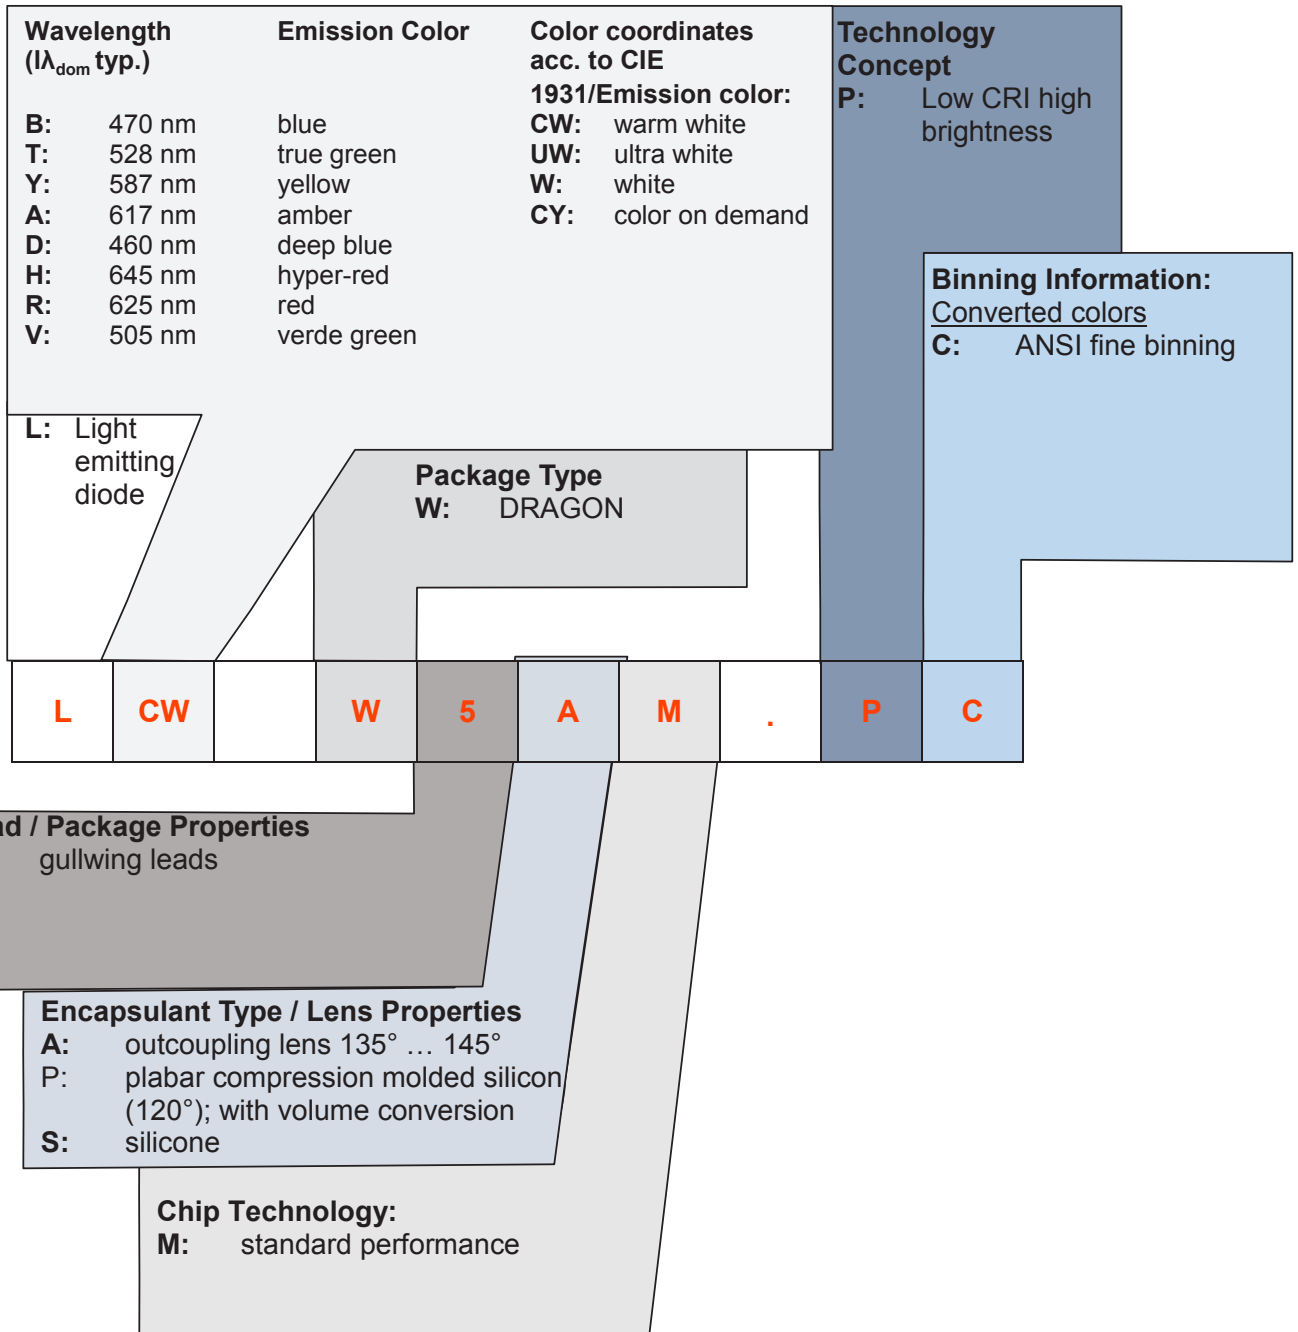 Wavelength Emission Color Color coordinates Technology
(Iλdom typ.) acc. to CIE Concept
1931/Emission color: P: Low CRI high
B: 470 nm blue CW: warm white brightness
T: 528 nm true green UW: ultra white
Y: 587 nm yellow W: white
A: 617 nm amber CY: color on demand
D: 460 nm deep blue
H: 645 nm hyper-red Binning Information:
R: 625 nm red Converted colors
V: 505 nm verde green C: ANSI fine binning
L: Light
emitting
diode
Package Type
W: DRAGON
L CW W 5 A M . P C
/ Package Properties
gullwing leads
Encapsulant Type / Lens Properties
A: outcoupling lens 135° … 145°
P: plabar compression molded silicon
(120°); with volume conversion
S: silicone
Chip Technology:
M: standard performance